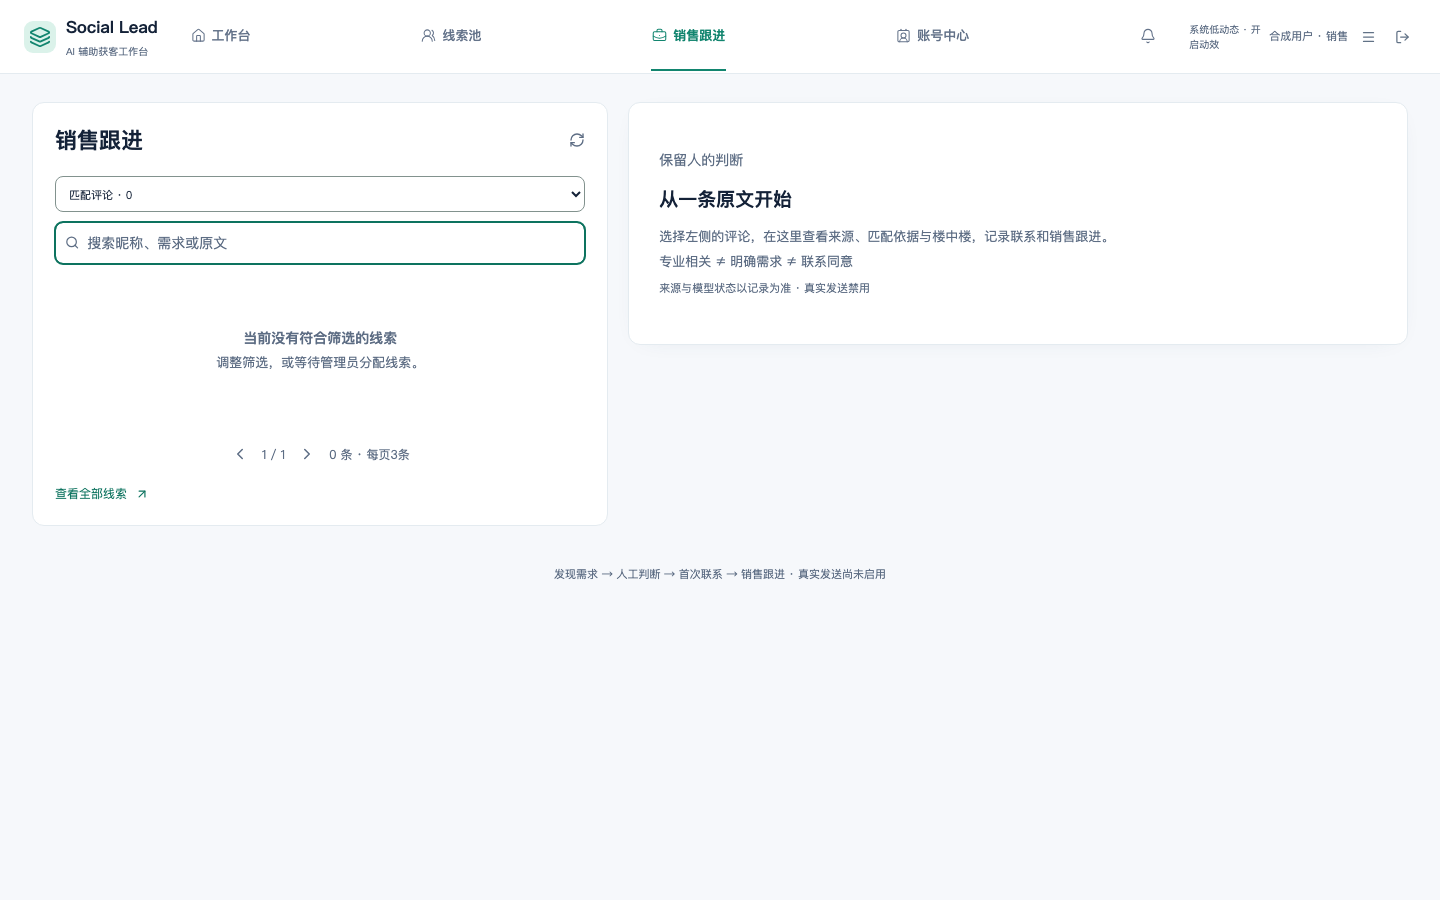 Social Lead
AI 辅助获客工作台
工作台
线索池
销售跟进
账号中心
系统低动态 · 开
启动效
合成用户 · 销售
销售跟进
匹配评论 · 0
搜索昵称、需求或原文
当前没有符合筛选的线索
调整筛选，或等待管理员分配线索。
1 / 1
0 条 · 每页3条
查看全部线索
保留人的判断
从一条原文开始
选择左侧的评论，在这里查看来源、匹配依据与楼中楼，记录联系和销售跟进。
专业相关 ≠ 明确需求 ≠ 联系同意
来源与模型状态以记录为准 · 真实发送禁用
发现需求 → 人工判断 → 首次联系 → 销售跟进 · 真实发送尚未启用